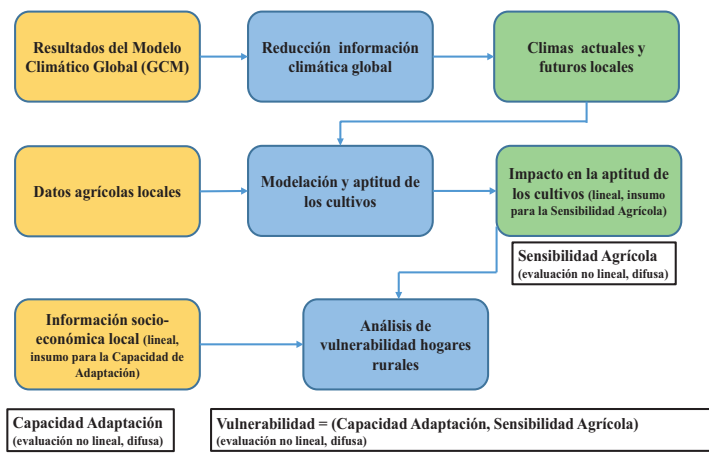 Resultados del Modelo
Climático Global (GCM)
Reducción información
climática global
Climas actuales y
futuros locales
Datos agrícolas locales
Modelación y aptitud de
los cultivos
Impacto en la aptitud de
los cultivos (lineal, insumo
para la Sensibilidad Agrícola)
Sensibilidad Agrícola
(evaluación no lineal, difusa)
Información socio-
económica local (lineal,
insumo para la Capacidad de
Adaptación)
Análisis de
vulnerabilidad hogares
rurales
Capacidad Adaptación
(evaluación no lineal, difusa)
Vulnerabilidad = (Capacidad Adaptación, Sensibilidad Agrícola)
(evaluación no lineal, difusa)